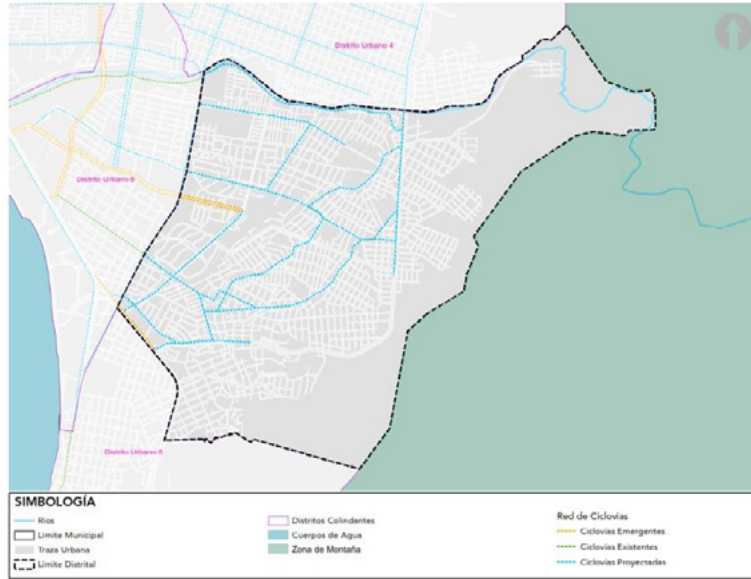 Distrito Urbano 4
Distrito Urbano 6
Distrito Urbano 5
SIMBOLOGÍA
Ríos
Límite Municipal
Traza Urbana
Límite Distrital
Distritos Colindantes
Cuerpos de Agua
Zona de Montaña
Red de Ciclovías
Ciclovías Emergentes
Ciclovías Existentes
Ciclovías Proyectadas